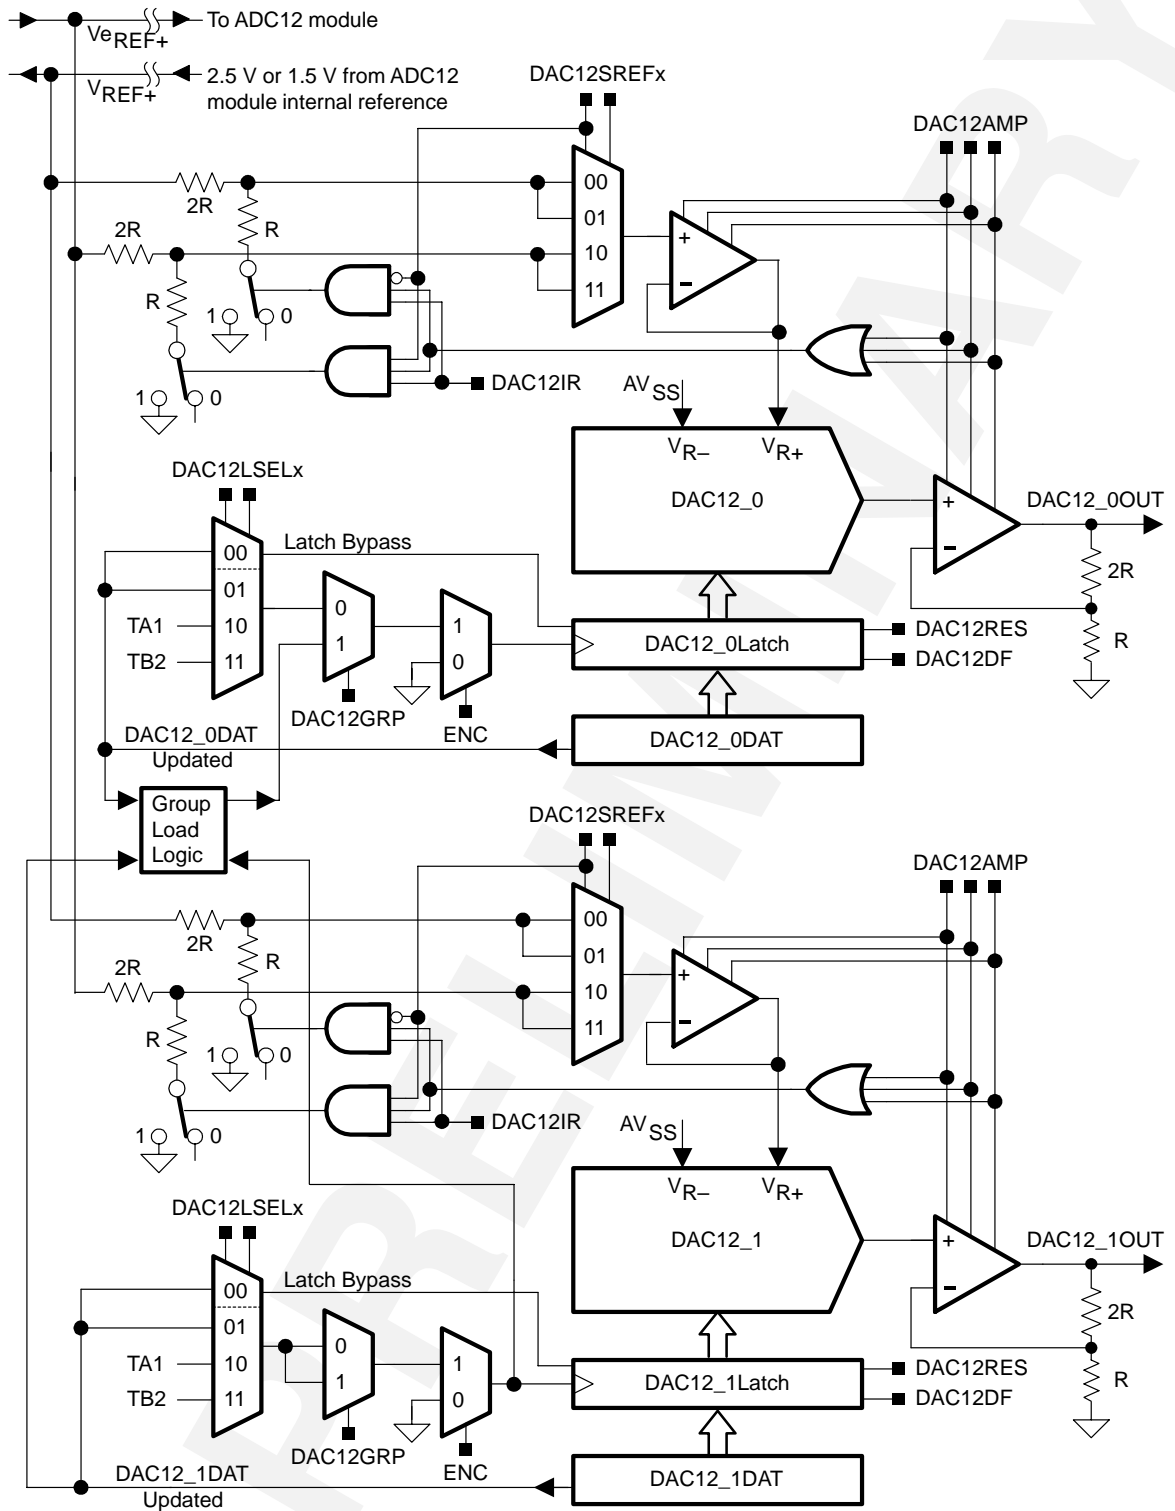 VeREF+
To ADC12 module
VREF+
2.5 V or 1.5 V from ADC12
module internal reference
DAC12SREFx
DAC12AMP
2R
R
2R
R
00
01
10
11
+
−
1
0
1
0
DAC12IR
AVSS
VR−
VR+
DAC12_0
DAC12LSELx
00
01
10
11
TA1
TB2
Latch Bypass
0
1
DAC12GRP
1
0
ENC
+
−
DAC12_0OUT
2R
R
DAC12_0Latch
DAC12RES
DAC12DF
DAC12_0DAT
DAC12_0DAT
Updated
Group
Load
Logic
DAC12SREFx
DAC12AMP
2R
R
2R
R
00
01
10
11
+
−
1
0
1
0
DAC12IR
AVSS
VR−
VR+
DAC12_1
DAC12LSELx
00
01
10
11
TA1
TB2
Latch Bypass
0
1
DAC12GRP
1
0
ENC
+
−
DAC12_1OUT
2R
R
DAC12_1Latch
DAC12RES
DAC12DF
DAC12_1DAT
DAC12_1DAT
Updated
PRELIMINARY